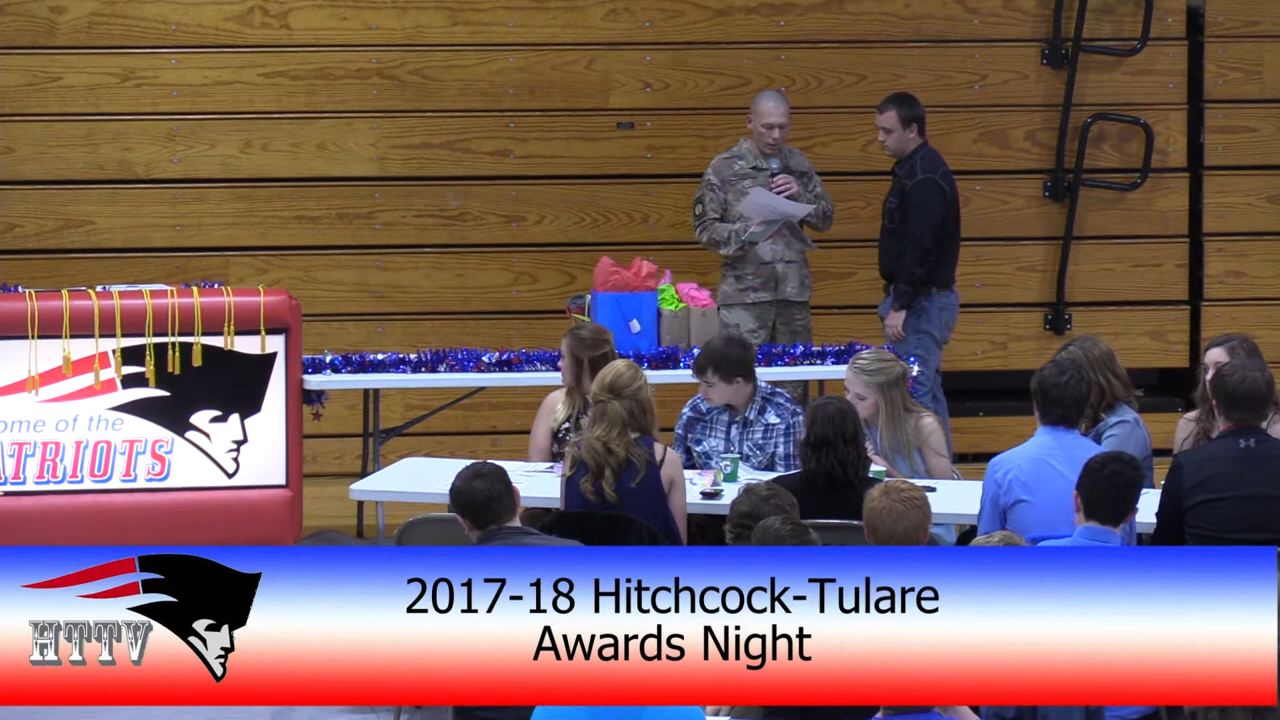 ome of the
ATRIOTS
HTTV
2017-18 Hitchcock-Tulare
Awards Night